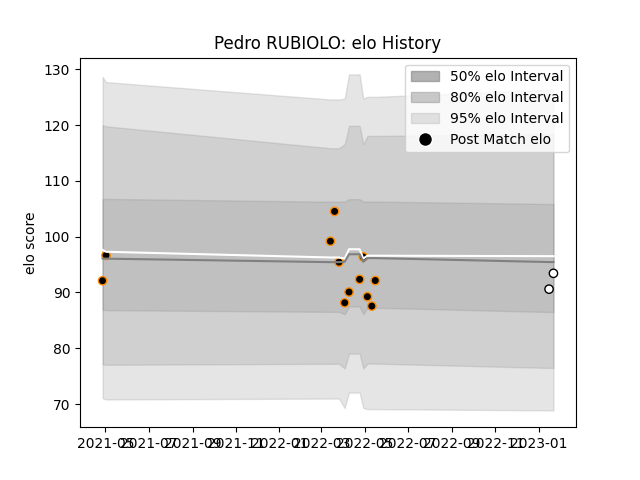 Pedro RUBIOLO: elo History
50% elo Interval
80% elo Interval
95% elo Interval
Post Match elo
elo score
130
120
110
100
90
80
70
2021-05 2021-07 2021-09 2021-11 2022-01 2022-03 2022-05 2022-07 2022-09 2022-11 2023-01